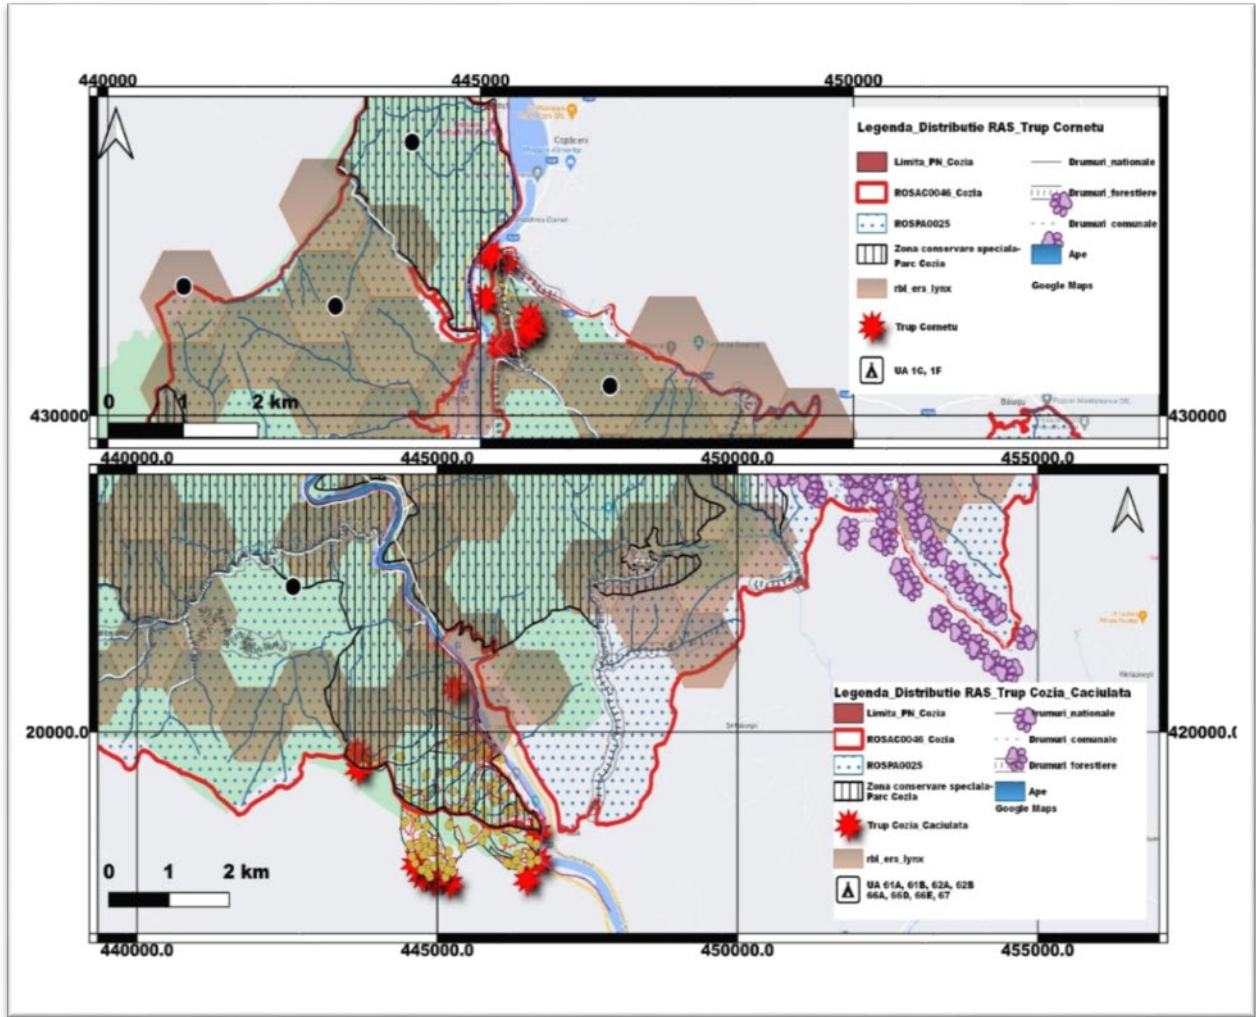 440000 445000 450000
Legenda_Distributie RAS_Trup Cornetu
Limita_PN_Cozia
ROSAC0046_Cozia
ROSPA0025
Zona conservare speciala-
Parc Cozia
rbl_ers_lynx
Trup Cornetu
UA 1C, 1F
Drumuri_nationale
Drumuri_forestiere
Drumuri_comunale
Ape
Google Maps
Copăceni
0 1 2 km
430000 430000
440000.0 445000.0 450000.0 455000.0
20000.0 420000.0
Legenda_Distributie RAS_Trup Cozia_Caciulata
Limita_PN_Cozia
ROSAC0046_Cozia
ROSPA0025
Zona conservare speciala-
Parc Cozia
Trup Cozia_Caciulata
rbl_ers_lynx
UA 61A, 61B, 62A, 62B
66A, 66D, 66E, 67
Drumuri_nationale
Drumuri_comunale
Drumuri_forestiere
Ape
Google Maps
0 1 2 km
440000.0 445000.0 450000.0 455000.0